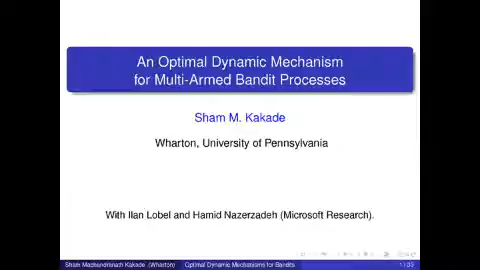 An Optimal Dynamic Mechanism
for Multi-Armed Bandit Processes
Sham M. Kakade
Wharton, University of Pennsylvania
With Ilan Lobel and Hamid Nazerzadeh (Microsoft Research).
Sham Machandranath Kakade (Wharton) Optimal Dynamic Mechanisms for Bandits